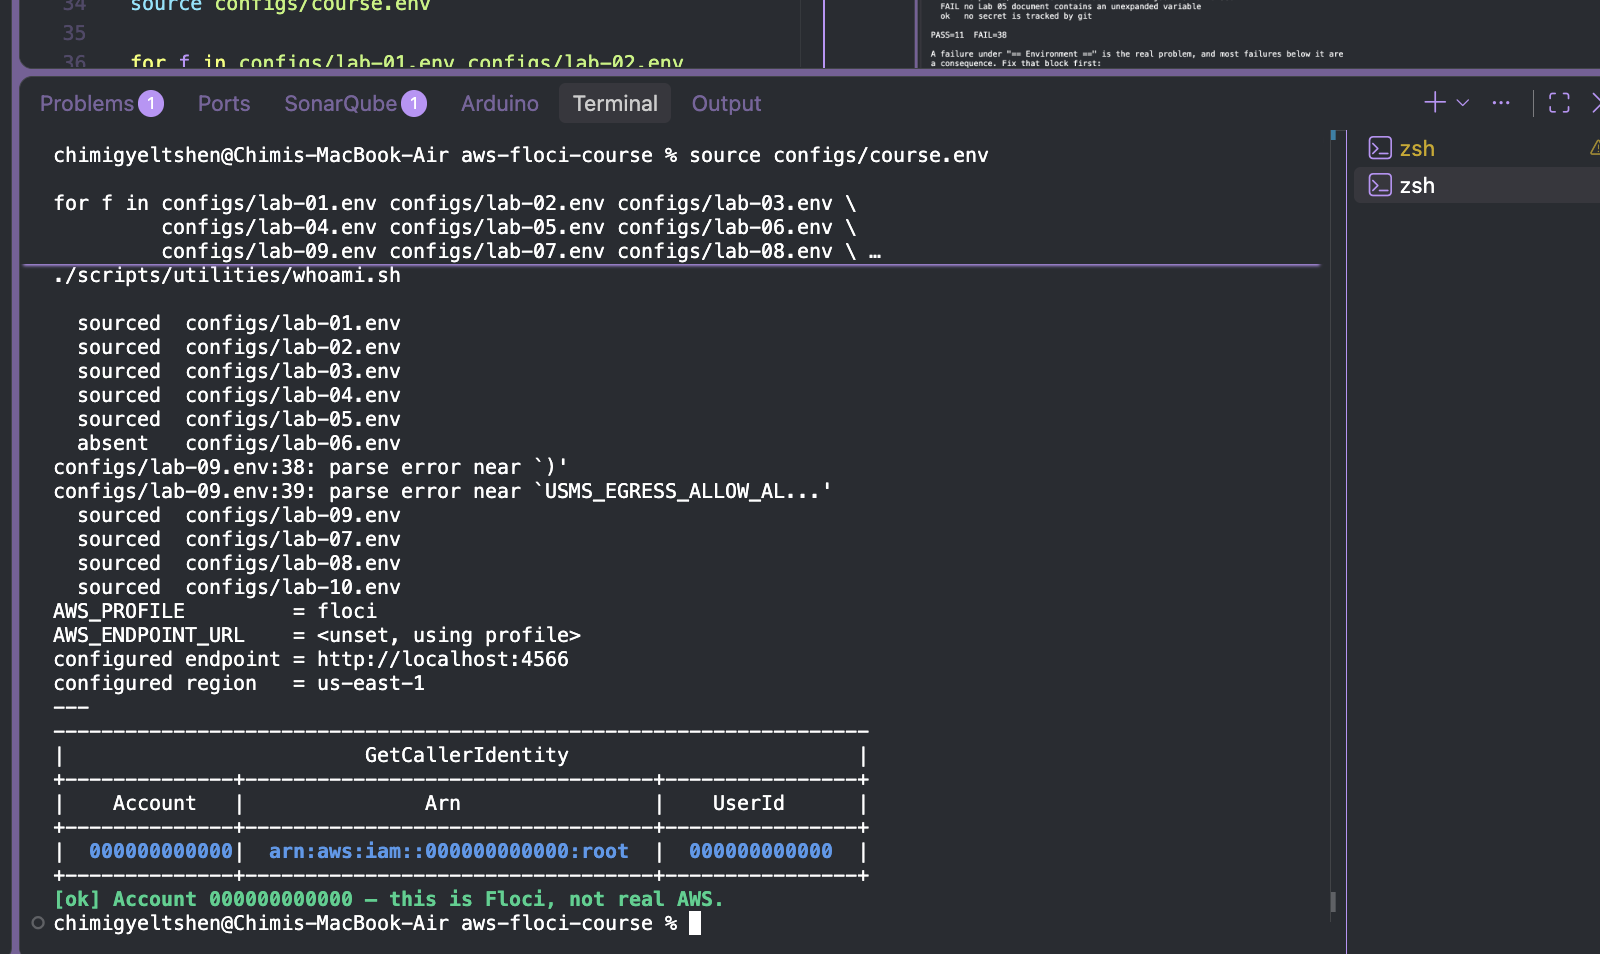 34 source configs/course.env
35
36 for f in configs/lab-01.env configs/lab-02.env
FAIL no Lab 05 document contains an unexpanded variable
ok no secret is tracked by git
PASS=11 FAIL=38
A failure under "== Environment ==" is the real problem, and most failures below it are
a consequence. Fix that block first:
Problems 1 Ports SonarQube 1 Arduino Terminal Output
chimigyeltshen@Chimis-MacBook-Air aws-floci-course % source configs/course.env
for f in configs/lab-01.env configs/lab-02.env configs/lab-03.env \
configs/lab-04.env configs/lab-05.env configs/lab-06.env \
configs/lab-09.env configs/lab-07.env configs/lab-08.env \ …
./scripts/utilities/whoami.sh
sourced configs/lab-01.env
sourced configs/lab-02.env
sourced configs/lab-03.env
sourced configs/lab-04.env
sourced configs/lab-05.env
absent configs/lab-06.env
configs/lab-09.env:38: parse error near `)'
configs/lab-09.env:39: parse error near `USMS_EGRESS_ALLOW_AL...'
sourced configs/lab-09.env
sourced configs/lab-07.env
sourced configs/lab-08.env
sourced configs/lab-10.env
AWS_PROFILE = floci
AWS_ENDPOINT_URL = <unset, using profile>
configured endpoint = http://localhost:4566
configured region = us-east-1
---
GetCallerIdentity
Account | Arn | UserId
000000000000| arn:aws:iam::000000000000:root | 000000000000
[ok] Account 000000000000 — this is Floci, not real AWS.
chimigyeltshen@Chimis-MacBook-Air aws-floci-course %
zsh
zsh